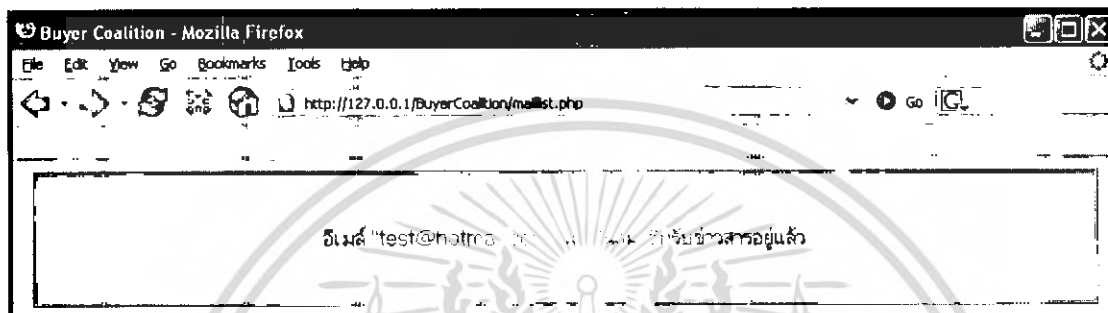 Buyer Coalition - Mozilla Firefox
File Edit View Go Bookmarks Tools Help
http://127.0.0.1/BuyerCoalition/maillist.php Go
อีเมล์ "test@hotma รับข่าวสารอยู่แล้ว